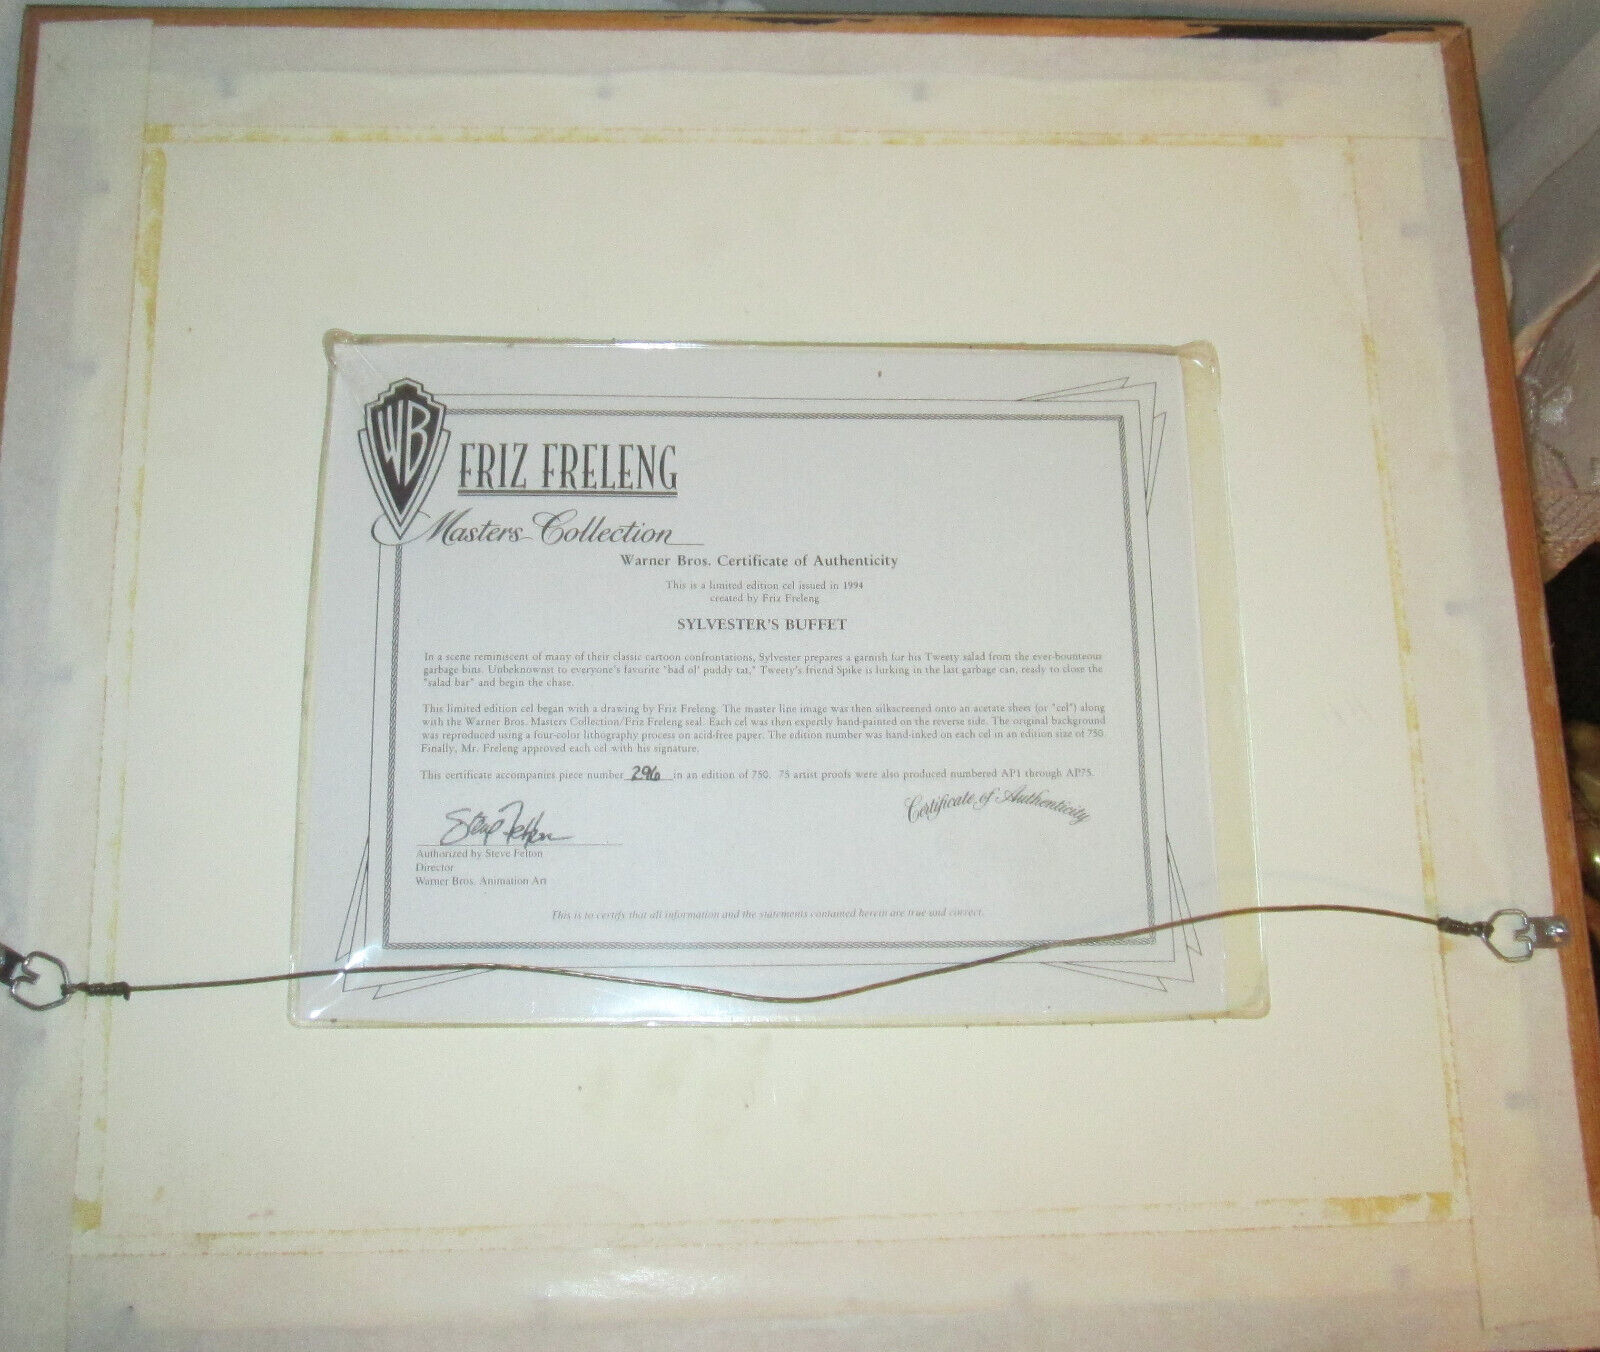 WB
FRIZ FRELENG
Masters Collection
Warner Bros. Certificate of Authenticity
This is a limited edition cel issued in 1994
created by Friz Freleng
SYLVESTER'S BUFFET
In a scene reminiscent of many of their classic cartoon confrontations, Sylvester prepares a garnish for his Tweety salad from the ever-bounteous
garbage bins. Unbeknownst to everyone's favorite "bad ol' puddy tat," Tweety's friend Spike is lurking in the last garbage can, ready to close the
"salad bar" and begin the chase.
This limited edition cel began with a drawing by Friz Freleng. The master line image was then silkscreened onto an acetate sheet (or "cel") along
with the Warner Bros. Masters Collection/Friz Freleng seal. Each cel was then expertly hand-painted on the reverse side. The original background
was reproduced using a four-color lithography process on acid-free paper. The edition number was hand-inked on each cel in an edition size of 750.
Finally, Mr. Freleng approved each cel with his signature.
This certificate accompanies piece number 296 in an edition of 750. 75 artist proofs were also produced numbered AP1 through AP75.
Certificate of Authenticity
Steve Felton
Authorized by Steve Felton
Director
Warner Bros. Animation Art
This is to certify that all information and the statements contained herein are true and correct.